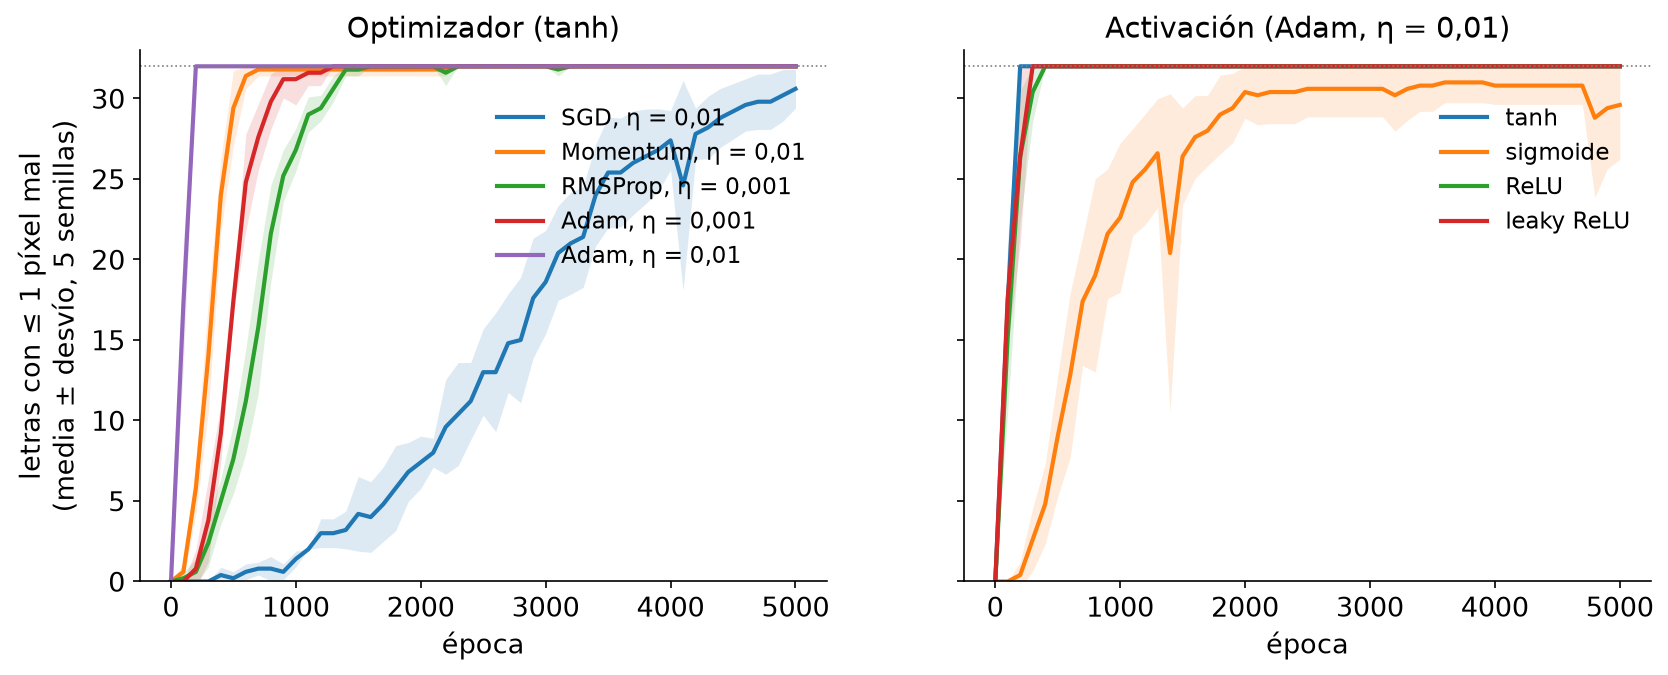 Optimizador (tanh)
letras con ≤ 1 píxel mal
(media ± desvío, 5 semillas)
30
25
20
15
10
5
0
SGD, η = 0,01
Momentum, η = 0,01
RMSProp, η = 0,001
Adam, η = 0,001
Adam, η = 0,01
0 1000 2000 3000 4000 5000
época
Activación (Adam, η = 0,01)
tanh
sigmoide
ReLU
leaky ReLU
0 1000 2000 3000 4000 5000
época